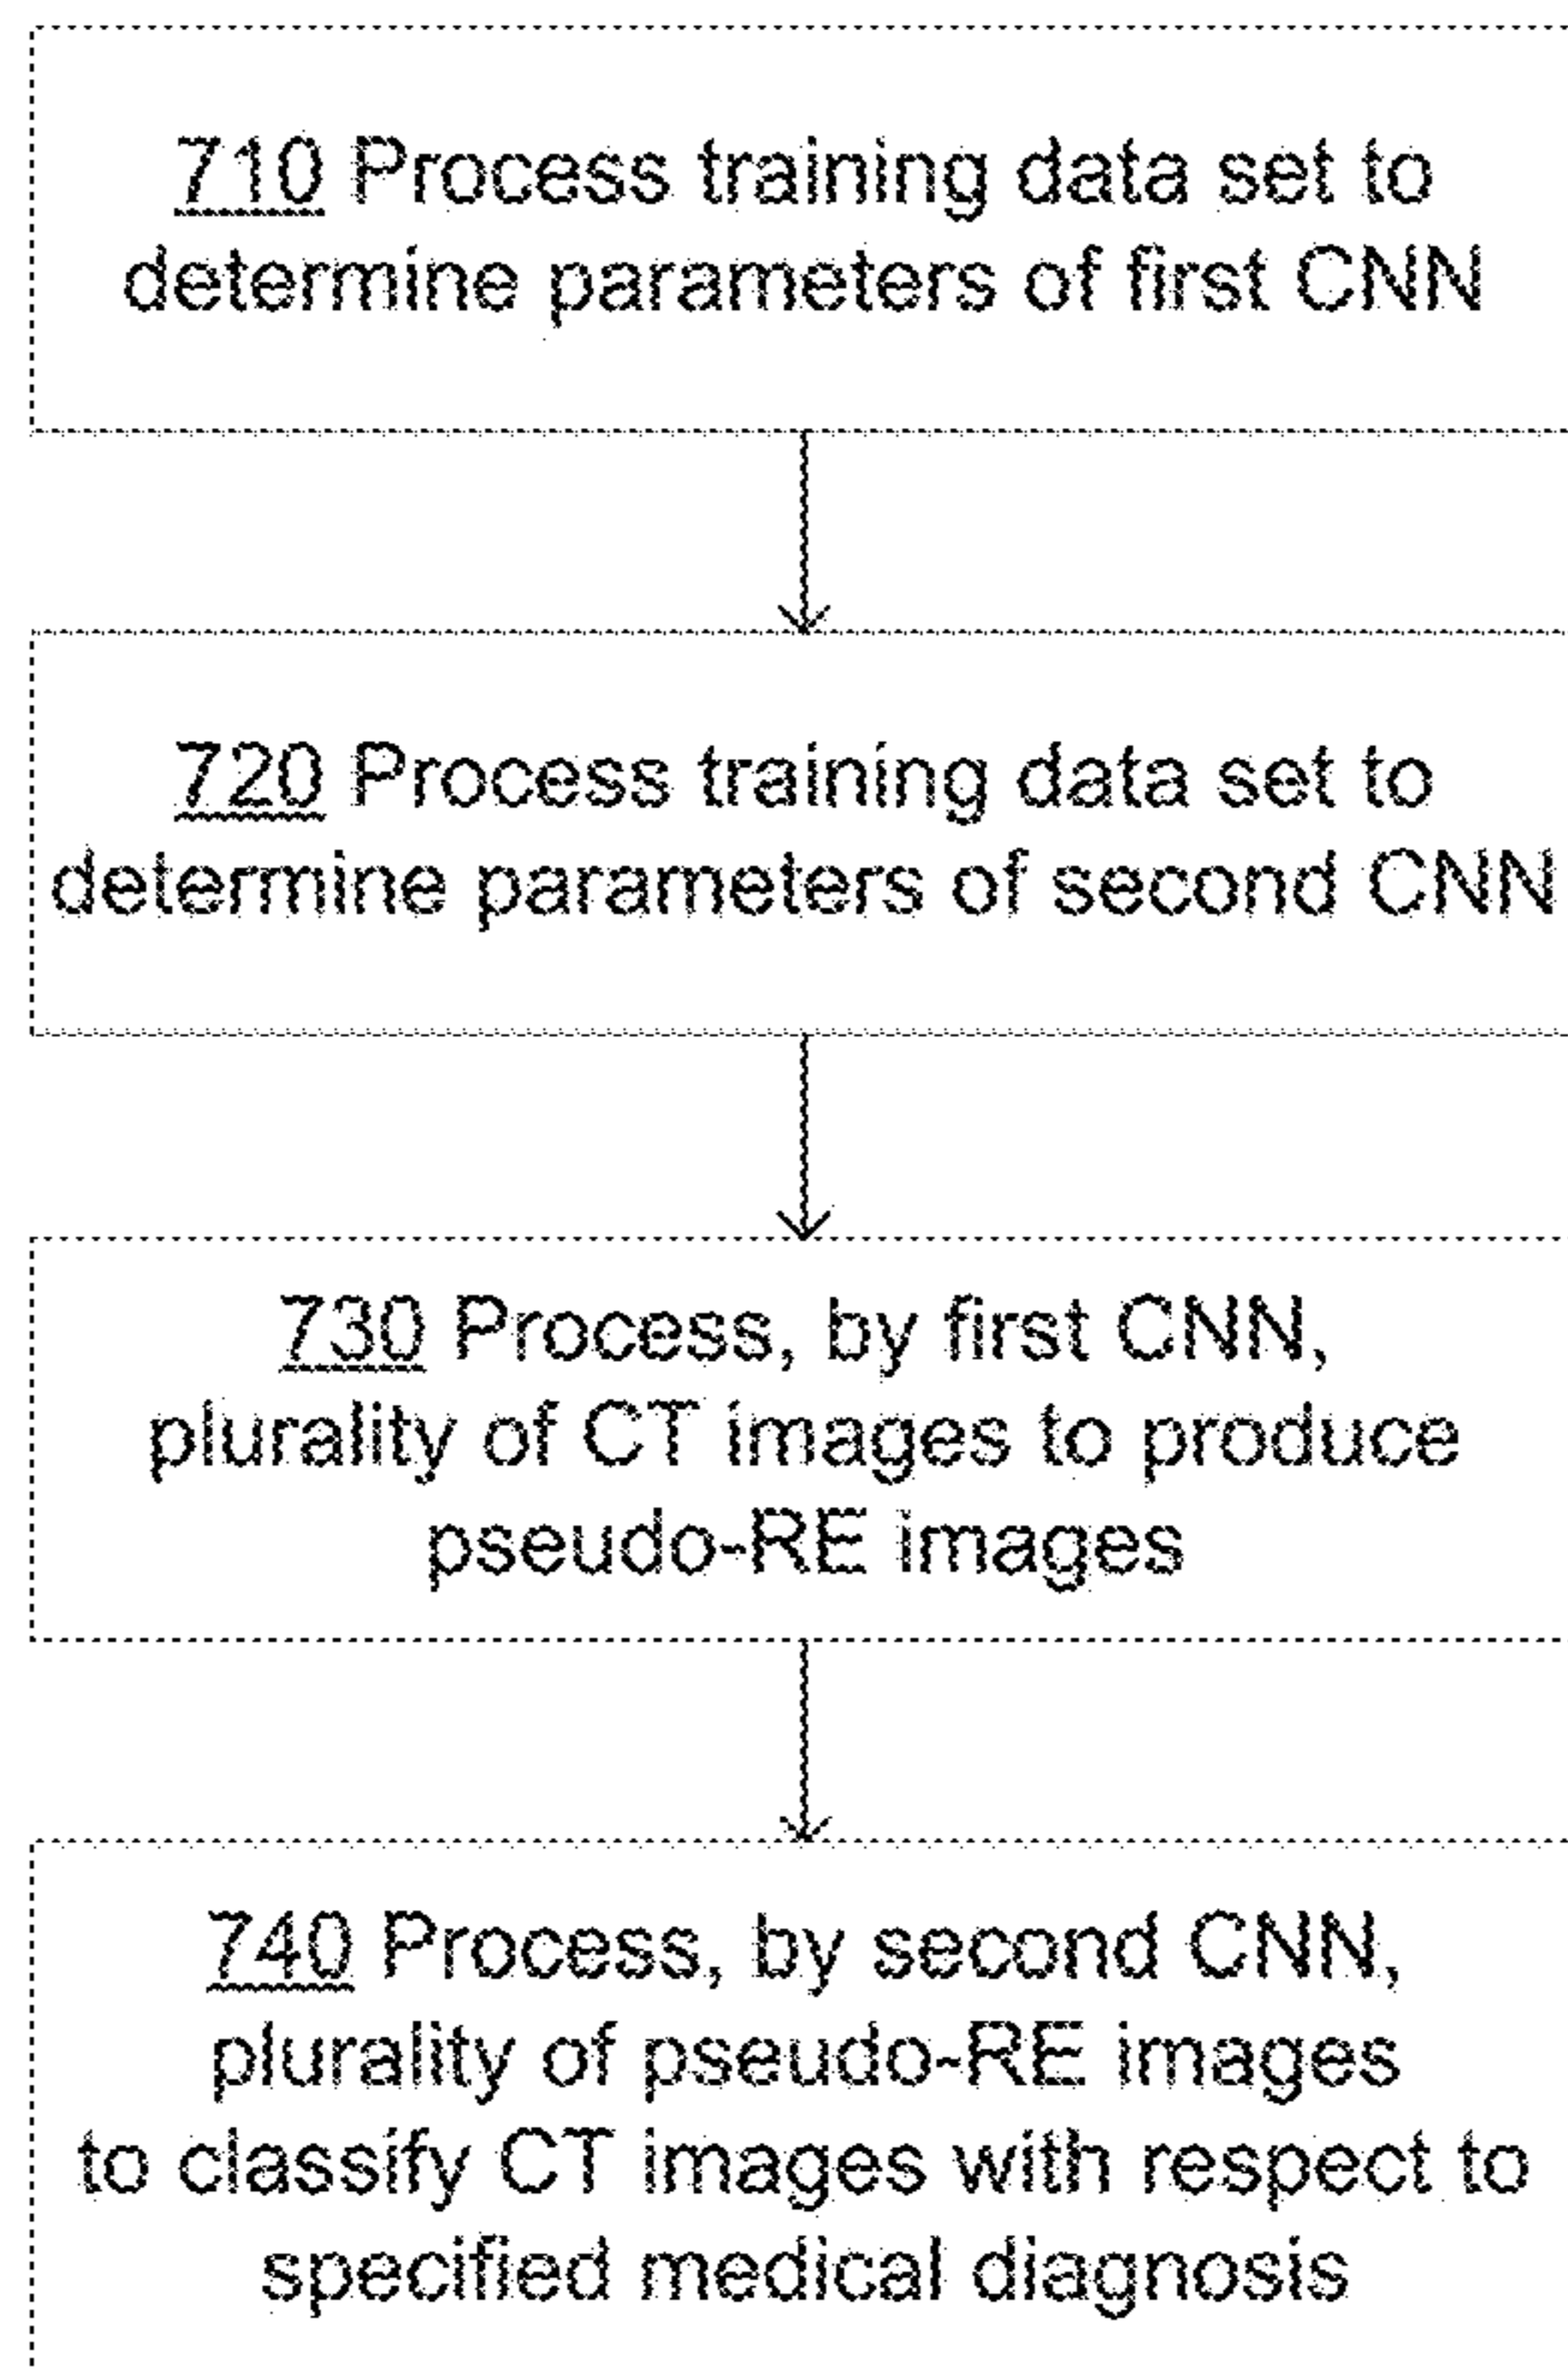 710 Process training data set to
determine parameters of first CNN
720 Process training data set to
determine parameters of second CNN
730 Process, by first CNN,
plurality of CT images to produce
pseudo-RE images
740 Process, by second CNN,
plurality of pseudo-RE images
to classify CT images with respect to
specified medical diagnosis